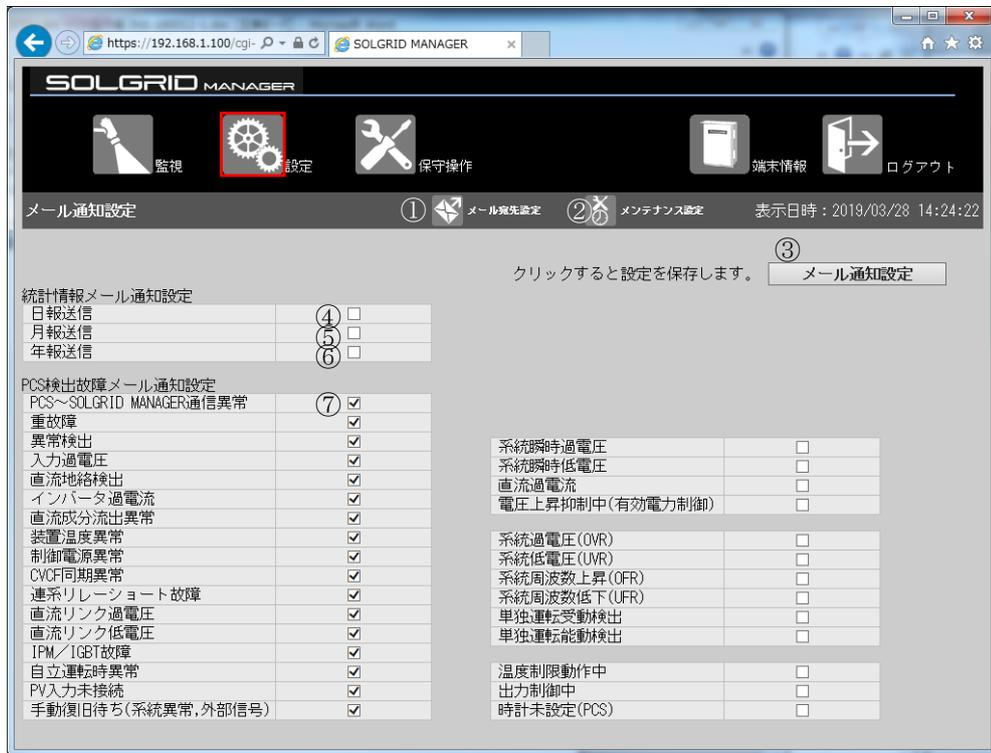 https://192.168.1.100/cgi-
SOLGRID MANAGER
SOLGRID MANAGER
監視
設定
保守操作
端末情報
ログアウト
メール通知設定
① メール宛先設定
② メンテナンス設定
表示日時：2019/03/28 14:24:22
③
クリックすると設定を保存します。
メール通知設定
統計情報メール通知設定
日報送信 ④
月報送信 ⑤
年報送信 ⑥
PCS検出故障メール通知設定
PCS～SOLGRID MANAGER通信異常 ⑦
重故障
異常検出
入力過電圧
直流地絡検出
インバータ過電流
直流成分流出異常
装置温度異常
制御電源異常
CVCF同期異常
連系リレーショート故障
直流リンク過電圧
直流リンク低電圧
IPM／IGBT故障
自立運転時異常
PV入力未接続
手動復旧待ち(系統異常,外部信号)
系統瞬時過電圧
系統瞬時低電圧
直流過電流
電圧上昇抑制中(有効電力制御)
系統過電圧(OVR)
系統低電圧(UVR)
系統周波数上昇(OFR)
系統周波数低下(UFR)
単独運転受動検出
単独運転能動検出
温度制限動作中
出力制御中
時計未設定(PCS)